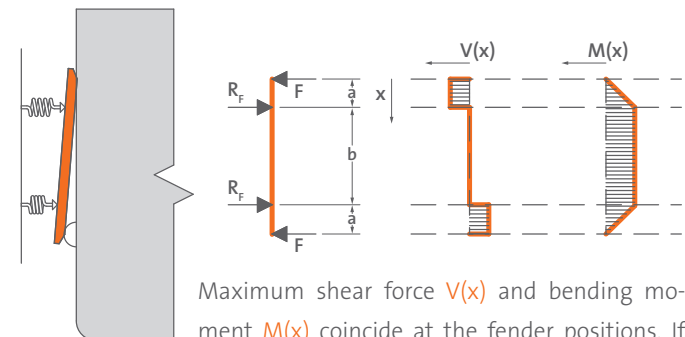 V(x)
M(x)
R_F
F
a
x
b
R_F
a
F
Maximum shear force V(x) and bending mo-
ment M(x) coincide at the fender positions. If